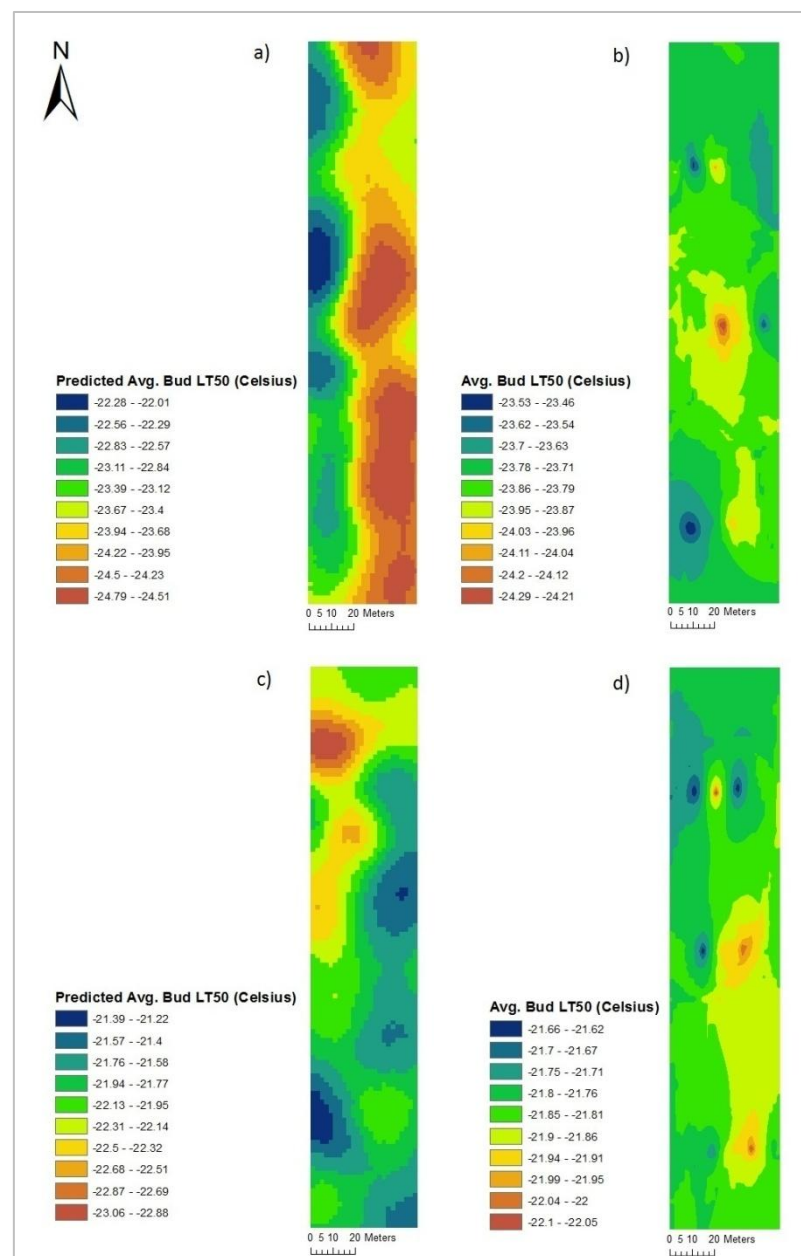 N
a)
b)
Predicted Avg. Bud LT50 (Celsius)
-22.28 - -22.01
-22.56 - -22.29
-22.83 - -22.57
-23.11 - -22.84
-23.39 - -23.12
-23.67 - -23.4
-23.94 - -23.68
-24.22 - -23.95
-24.5 - -24.23
-24.79 - -24.51
0 5 10 20 Meters
Avg. Bud LT50 (Celsius)
-23.53 - -23.46
-23.62 - -23.54
-23.7 - -23.63
-23.78 - -23.71
-23.86 - -23.79
-23.95 - -23.87
-24.03 - -23.96
-24.11 - -24.04
-24.2 - -24.12
-24.29 - -24.21
0 5 10 20 Meters
c)
d)
Predicted Avg. Bud LT50 (Celsius)
-21.39 - -21.22
-21.57 - -21.4
-21.76 - -21.58
-21.94 - -21.77
-22.13 - -21.95
-22.31 - -22.14
-22.5 - -22.32
-22.68 - -22.51
-22.87 - -22.69
-23.06 - -22.88
0 5 10 20 Meters
Avg. Bud LT50 (Celsius)
-21.66 - -21.62
-21.7 - -21.67
-21.75 - -21.71
-21.8 - -21.76
-21.85 - -21.81
-21.9 - -21.86
-21.94 - -21.91
-21.99 - -21.95
-22.04 - -22
-22.1 - -22.05
0 5 10 20 Meters